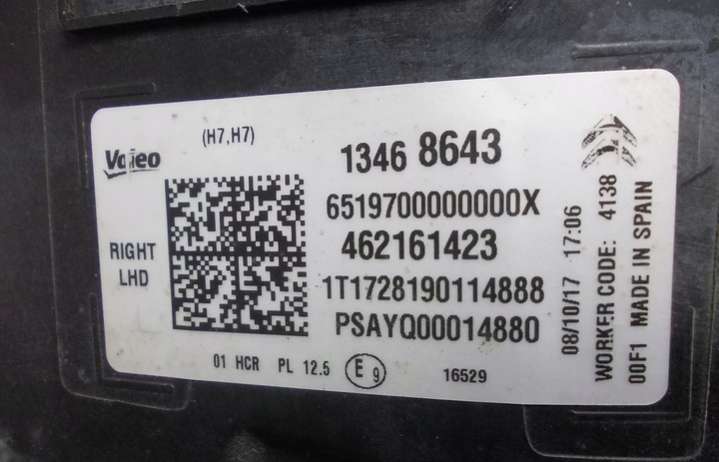 Valeo
(H7,H7)
1346 8643
6519700000000X
462161423
1T1728190114888
PSAYQ00014880
RIGHT
LHD
01 HCR PL 12.5 E9 16529
08/10/17 17:06
WORKER CODE: 4138
00F1 MADE IN SPAIN